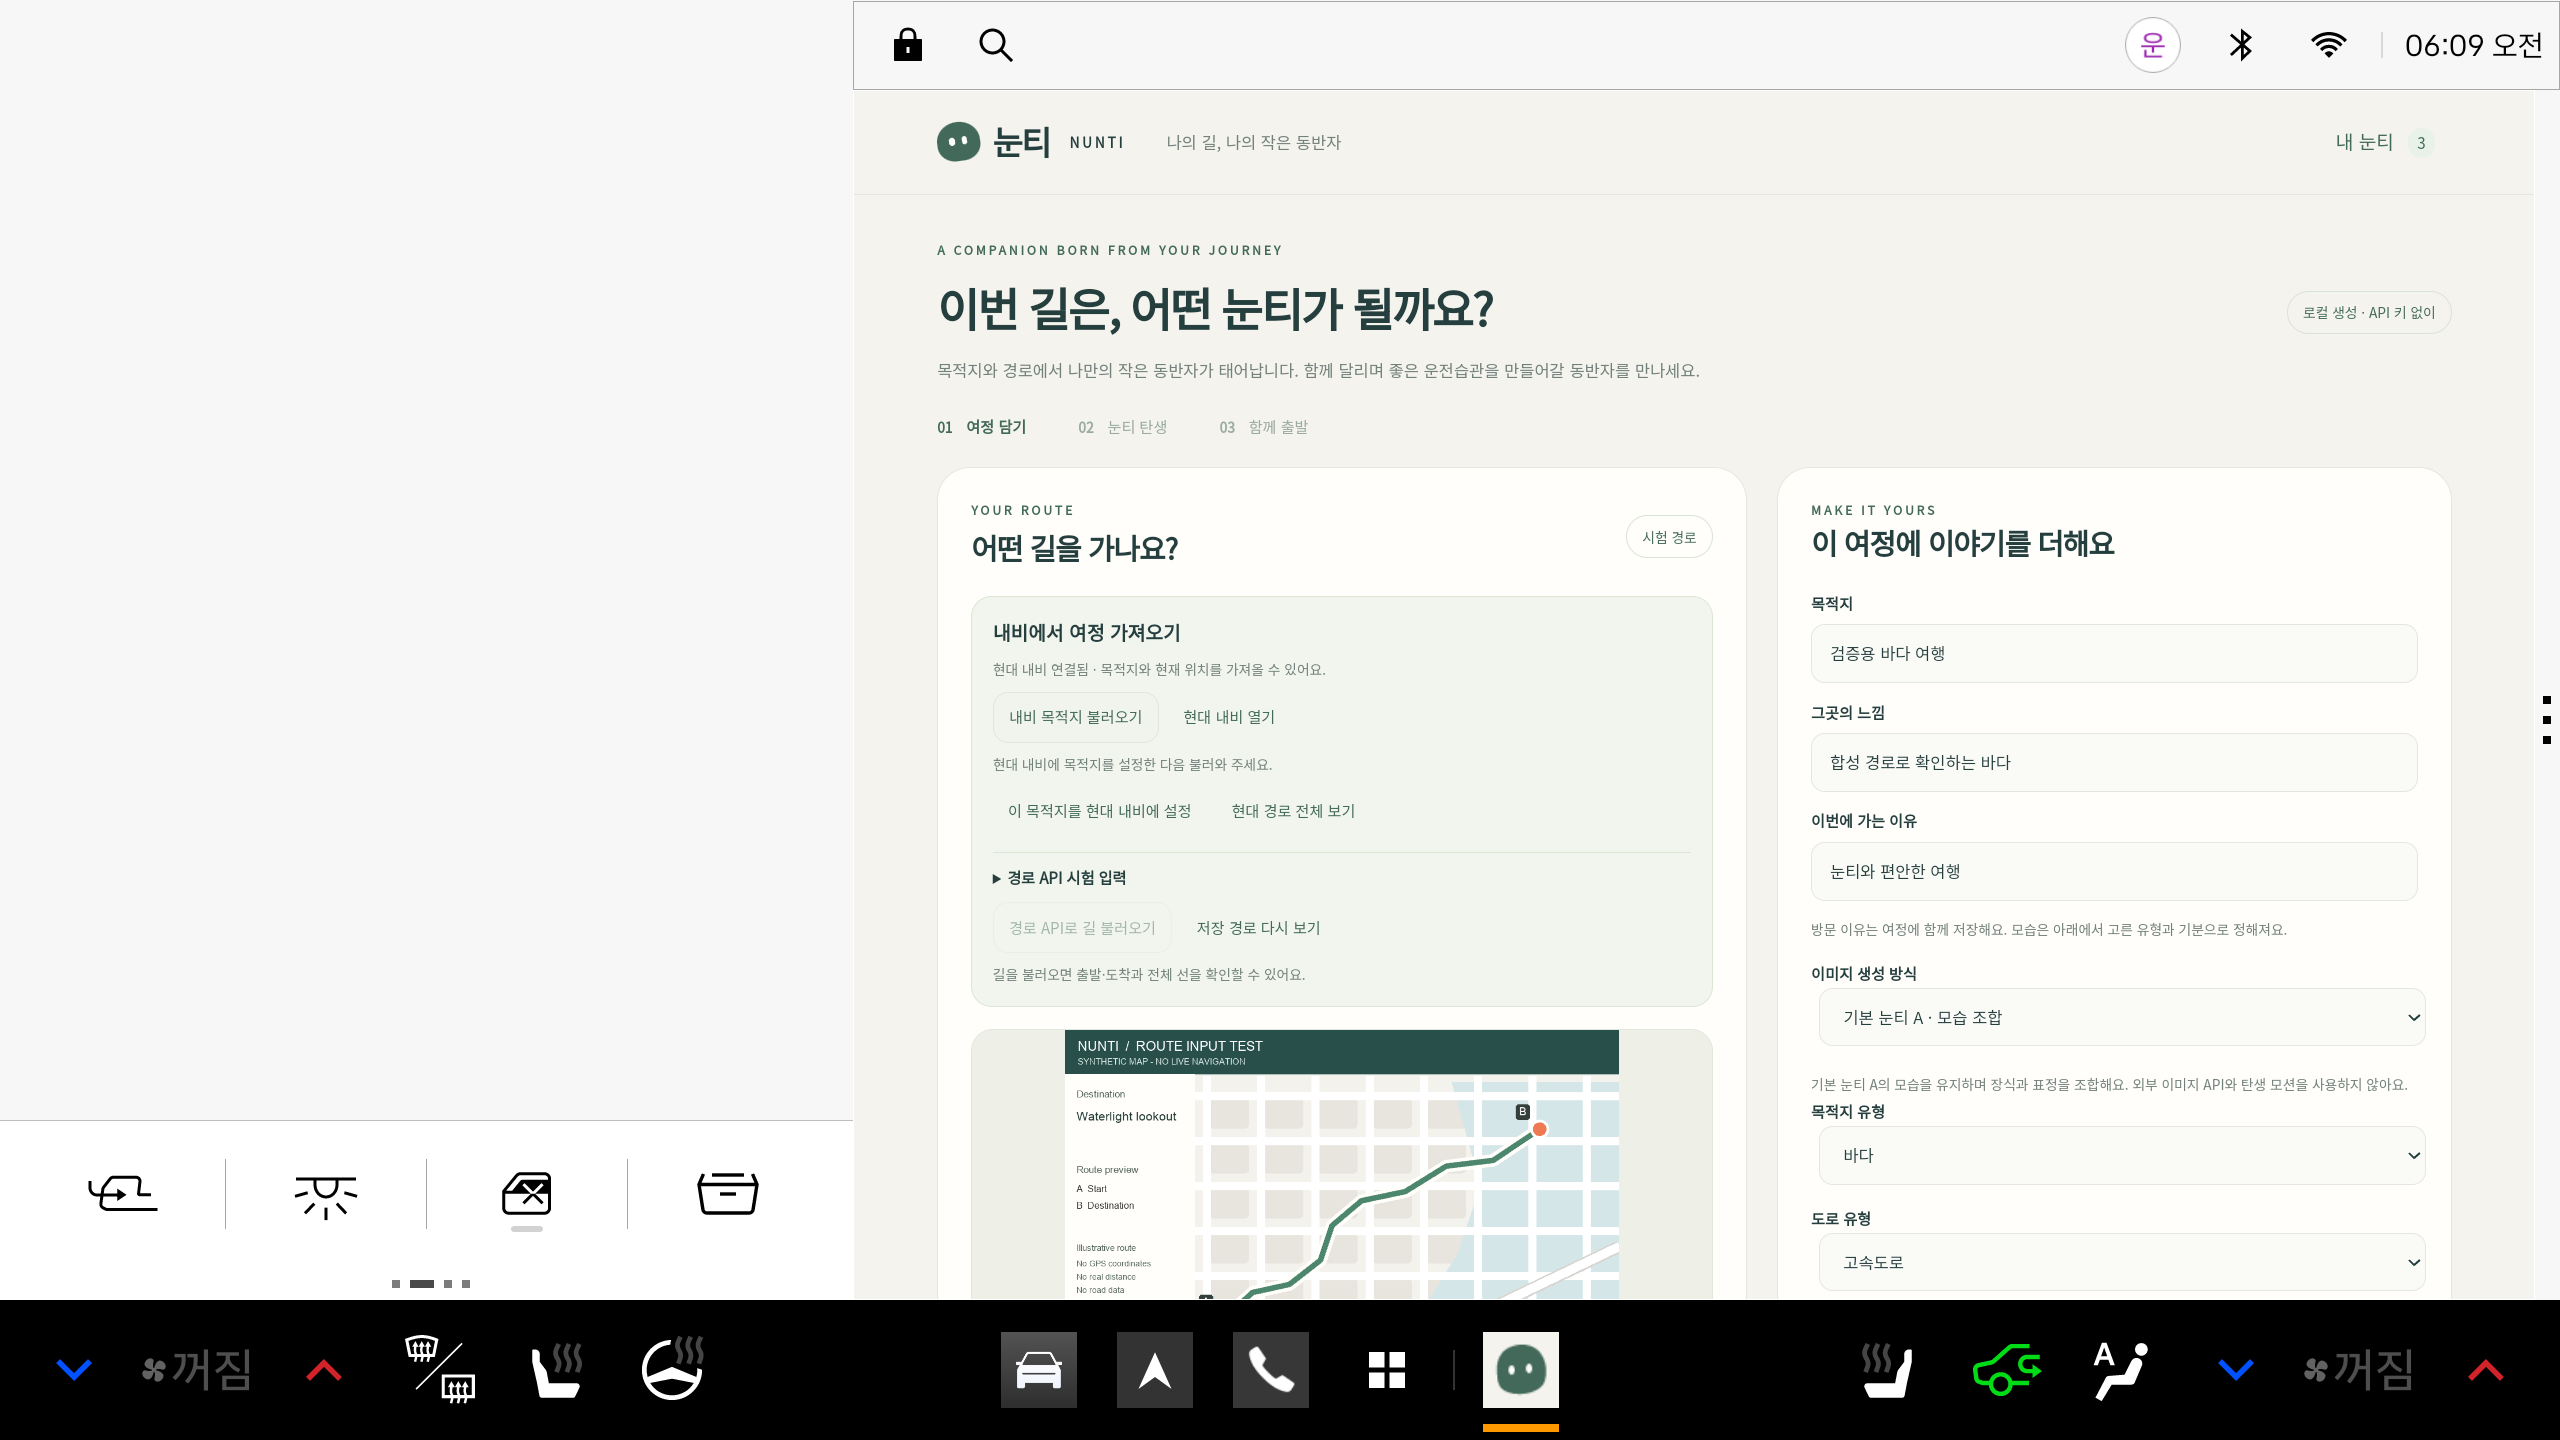 운
06:09 오전
눈티 NUNTI 나의 길, 나의 작은 동반자
내 눈티 3
A COMPANION BORN FROM YOUR JOURNEY
이번 길은, 어떤 눈티가 될까요?
로컬 생성 · API 키 없이
목적지와 경로에서 나만의 작은 동반자가 태어납니다. 함께 달리며 좋은 운전습관을 만들어갈 동반자를 만나세요.
01 여정 담기 02 눈티 탄생 03 함께 출발
YOUR ROUTE
어떤 길을 가나요?
시험 경로
내비에서 여정 가져오기
현대 내비 연결됨 · 목적지와 현재 위치를 가져올 수 있어요.
내비 목적지 불러오기 현대 내비 열기
현대 내비에 목적지를 설정한 다음 불러와 주세요.
이 목적지를 현대 내비에 설정 현대 경로 전체 보기
경로 API 시험 입력
경로 API로 길 불러오기 저장 경로 다시 보기
길을 불러오면 출발·도착과 전체 선을 확인할 수 있어요.
NUNTI / ROUTE INPUT TEST
SYNTHETIC MAP - NO LIVE NAVIGATION
Destination
Waterlight lookout
B
Route preview
A Start
B Destination
Illustrative route
No GPS coordinates
No real distance
No road data
MAKE IT YOURS
이 여정에 이야기를 더해요
목적지
검증용 바다 여행
그곳의 느낌
합성 경로로 확인하는 바다
이번에 가는 이유
눈티와 편안한 여행
방문 이유는 여정에 함께 저장해요. 모습은 아래에서 고른 유형과 기분으로 정해져요.
이미지 생성 방식
기본 눈티 A · 모습 조합
기본 눈티 A의 모습을 유지하며 장식과 표정을 조합해요. 외부 이미지 API와 탄생 모션을 사용하지 않아요.
목적지 유형
바다
도로 유형
고속도로
꺼짐
A
꺼짐